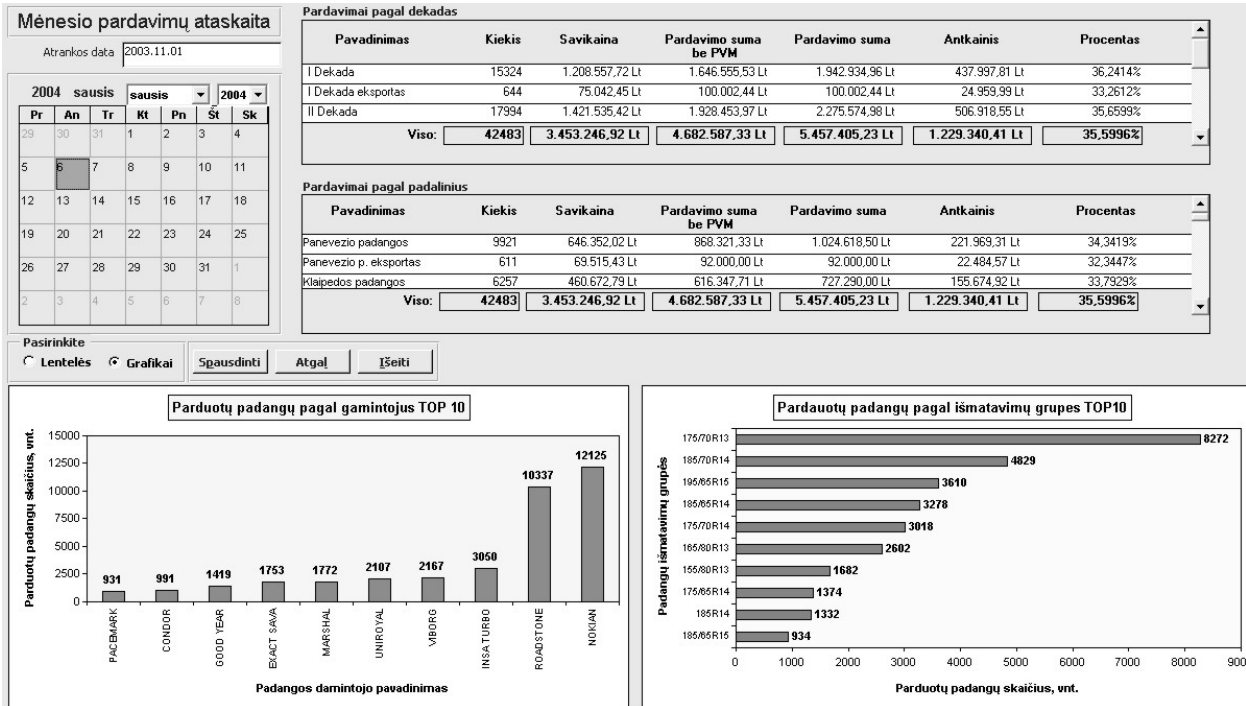 Mėnesio pardavimų ataskaita
Atrankos data 2003.11.01
2004 sausis sausis 2004
Pr An Tr Kt Pn Št Sk
29 30 31 1 2 3 4
5 6 7 8 9 10 11
12 13 14 15 16 17 18
19 20 21 22 23 24 25
26 27 28 29 30 31 1
2 3 4 5 6 7 8
Pardavimai pagal dekadas
Pavadinimas Kiekis Savikaina Pardavimo suma be PVM Pardavimo suma Antkainis Procentas
I Dekada 15324 1.208.557,72 Lt 1.646.555,53 Lt 1.942.934,96 Lt 437.997,81 Lt 36,2414%
I Dekada eksportas 644 75.042,45 Lt 100.002,44 Lt 100.002,44 Lt 24.959,99 Lt 33,2612%
II Dekada 17994 1.421.535,42 Lt 1.928.453,97 Lt 2.275.574,98 Lt 506.918,55 Lt 35,6599%
Viso: 42483 3.453.246,92 Lt 4.682.587,33 Lt 5.457.405,23 Lt 1.229.340,41 Lt 35,5996%
Pardavimai pagal padalinius
Pavadinimas Kiekis Savikaina Pardavimo suma be PVM Pardavimo suma Antkainis Procentas
Panevezio padangos 9921 646.352,02 Lt 868.321,33 Lt 1.024.618,50 Lt 221.969,31 Lt 34,3419%
Panevezio p. eksportas 611 69.515,43 Lt 92.000,00 Lt 92.000,00 Lt 22.484,57 Lt 32,3447%
Klaipedos padangos 6257 460.672,79 Lt 616.347,71 Lt 727.290,00 Lt 155.674,92 Lt 33,7929%
Viso: 42483 3.453.246,92 Lt 4.682.587,33 Lt 5.457.405,23 Lt 1.229.340,41 Lt 35,5996%
Pasirinkite
Lentelės Grafikai Spausdinti Atgal Išeiti
Parduotų padangų pagal gamintojus TOP 10
Parduotų padangų skaičius, vnt.
15000
12500
10000
7500
5000
2500
0
931 991 1419 1753 1772 2107 2167 3050 10337 12125
PACEMARK CONDOR GOOD YEAR EXACT SAVA MARSHAL UNIROYAL VIBORG INSA TURBO ROADSTONE NOKIAN
Padangos damintojo pavadinimas
Pardauotų padangų pagal išmatavimų grupes TOP10
Padangų išmatavimų grupės
175/70R13 8272
185/70R14 4829
195/65R15 3610
185/65R14 3278
175/70R14 3018
165/80R13 2602
155/80R13 1682
175/65R14 1374
185R14 1332
185/65R15 934
0 1000 2000 3000 4000 5000 6000 7000 8000 900
Parduotų padangų skaičius, vnt.